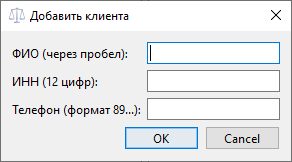 Добавить клиента
ФИО (через пробел):
ИНН (12 цифр):
Телефон (формат 89...):
OK Cancel